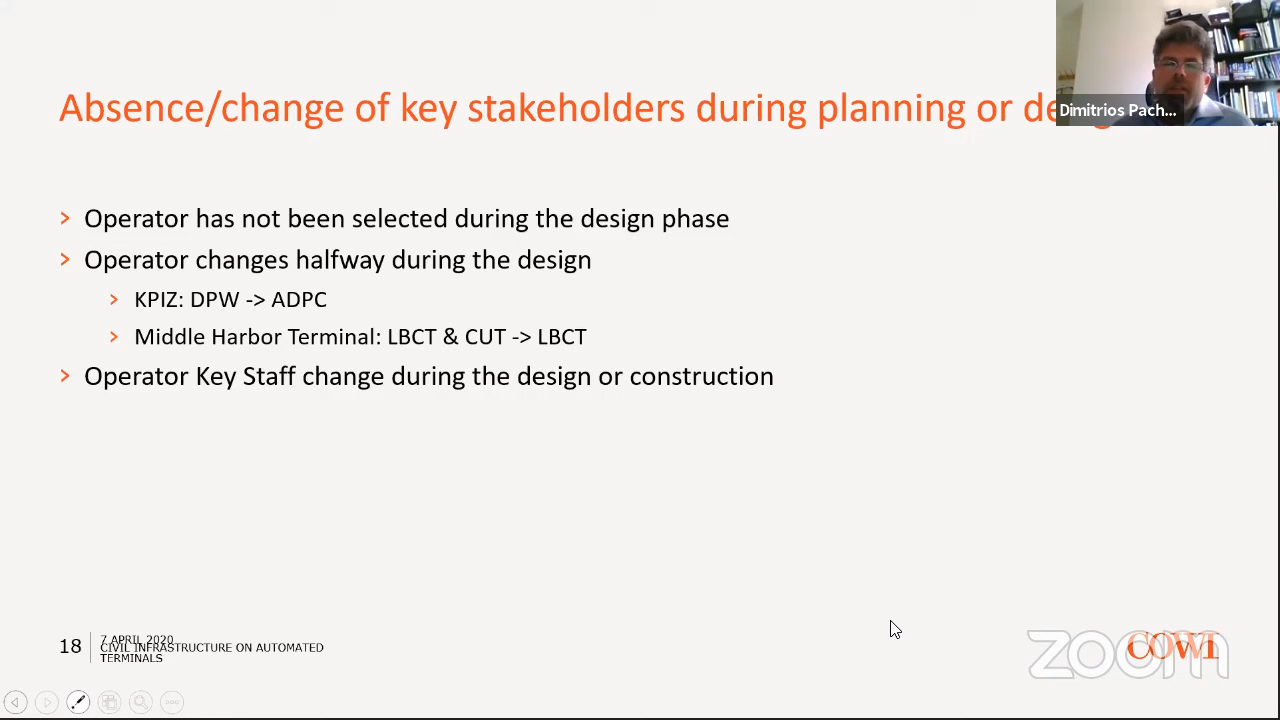 Absence/change of key stakeholders during planning or
Dimitrios Pach...
> Operator has not been selected during the design phase
> Operator changes halfway during the design
> KPIZ: DPW -> ADPC
> Middle Harbor Terminal: LBCT & CUT -> LBCT
> Operator Key Staff change during the design or construction
18
7 APRIL 2020
CIVIL INFRASTRUCTURE ON AUTOMATED
TERMINALS
COWI
zoom